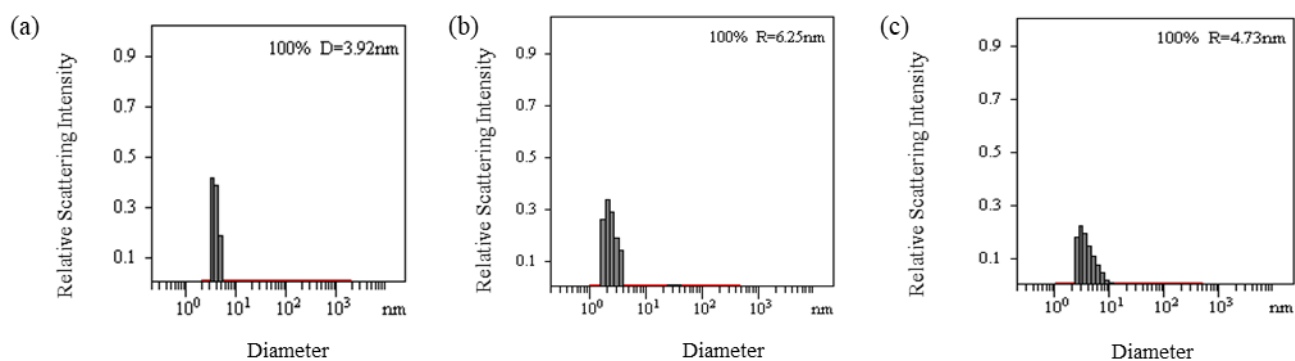 (a)
100% D=3.92nm
Relative Scattering Intensity
0.9
0.7
0.5
0.3
0.1
10⁰ 10¹ 10² 10³ nm
Diameter
(b)
100% R=6.25nm
Relative Scattering Intensity
0.9
0.7
0.5
0.3
0.1
10⁰ 10¹ 10² 10³ nm
Diameter
(c)
100% R=4.73nm
Relative Scattering Intensity
0.9
0.7
0.5
0.3
0.1
10⁰ 10¹ 10² 10³ nm
Diameter